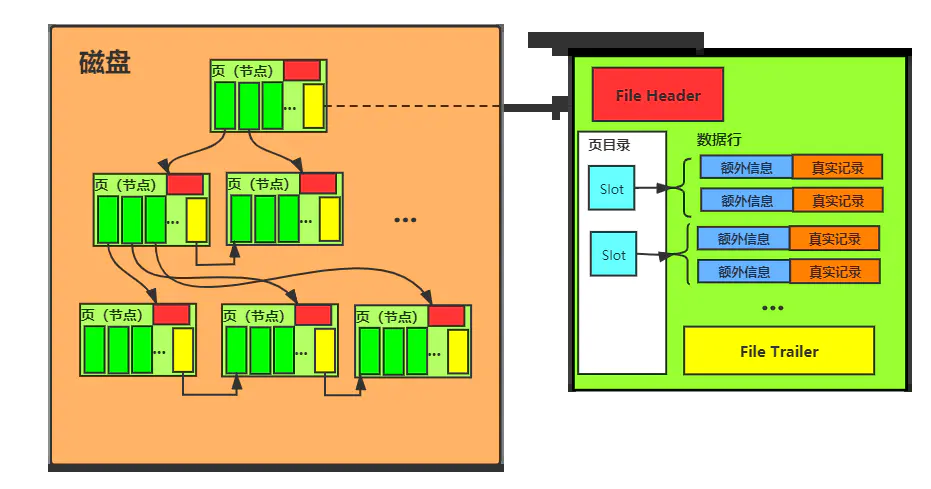 磁盘
页（节点）
...
页（节点）
...
页（节点）
...
...
页（节点）
...
页（节点）
...
页（节点）
...
File Header
页目录
数据行
Slot
额外信息 真实记录
额外信息 真实记录
Slot
额外信息 真实记录
额外信息 真实记录
...
File Trailer